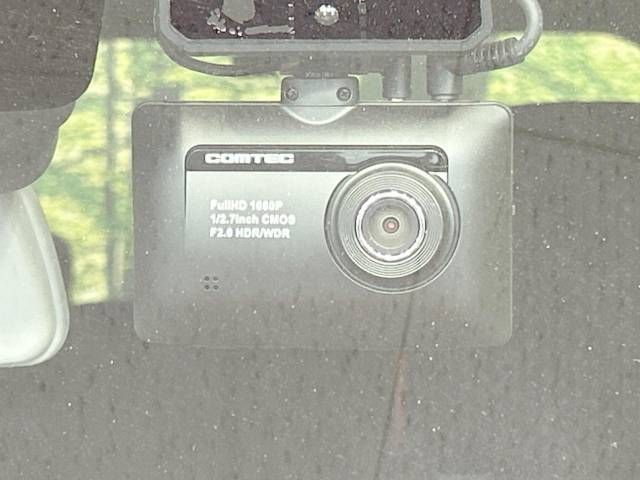 COMTEC
FullHD 1080P
1/2.7inch CMOS
F2.0 HDR/WDR